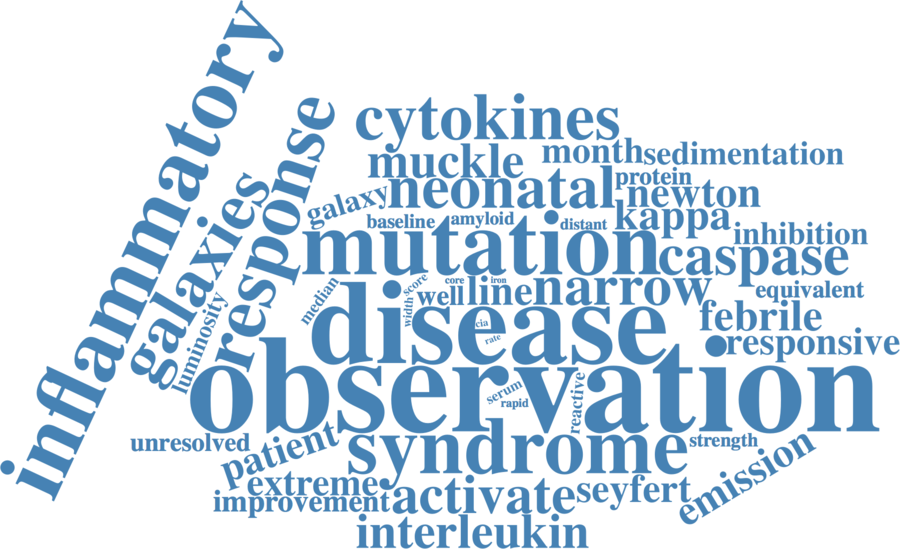 inflammatory
galaxies
luminosity
response
cytokines
muckle
month
sedimentation
protein
galaxy
neonatal
newton
baseline
amyloid
distant
kappa
inhibition
mutation
caspase
median
score
width
core
iron
well
line
narrow
equivalent
disease
cia
rate
febrile
responsive
observation
serum
rapid
reactive
unresolved
patient
syndrome
strength
emission
extreme
improvement
activate
seyfert
interleukin